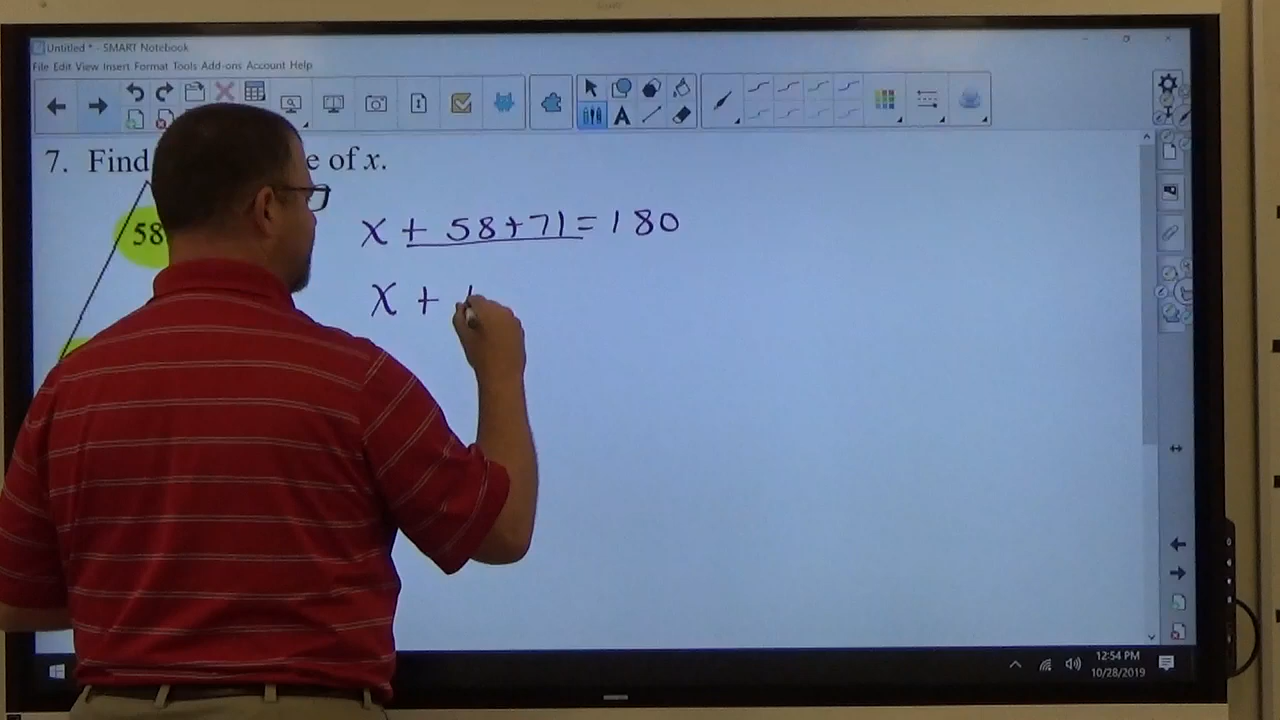 Untitled * - SMART Notebook
File Edit View Insert Format Tools Add-ons Account Help
7. Find e of x.
58
x + 58 + 71 = 180
x + 1
12:54 PM
10/28/2019